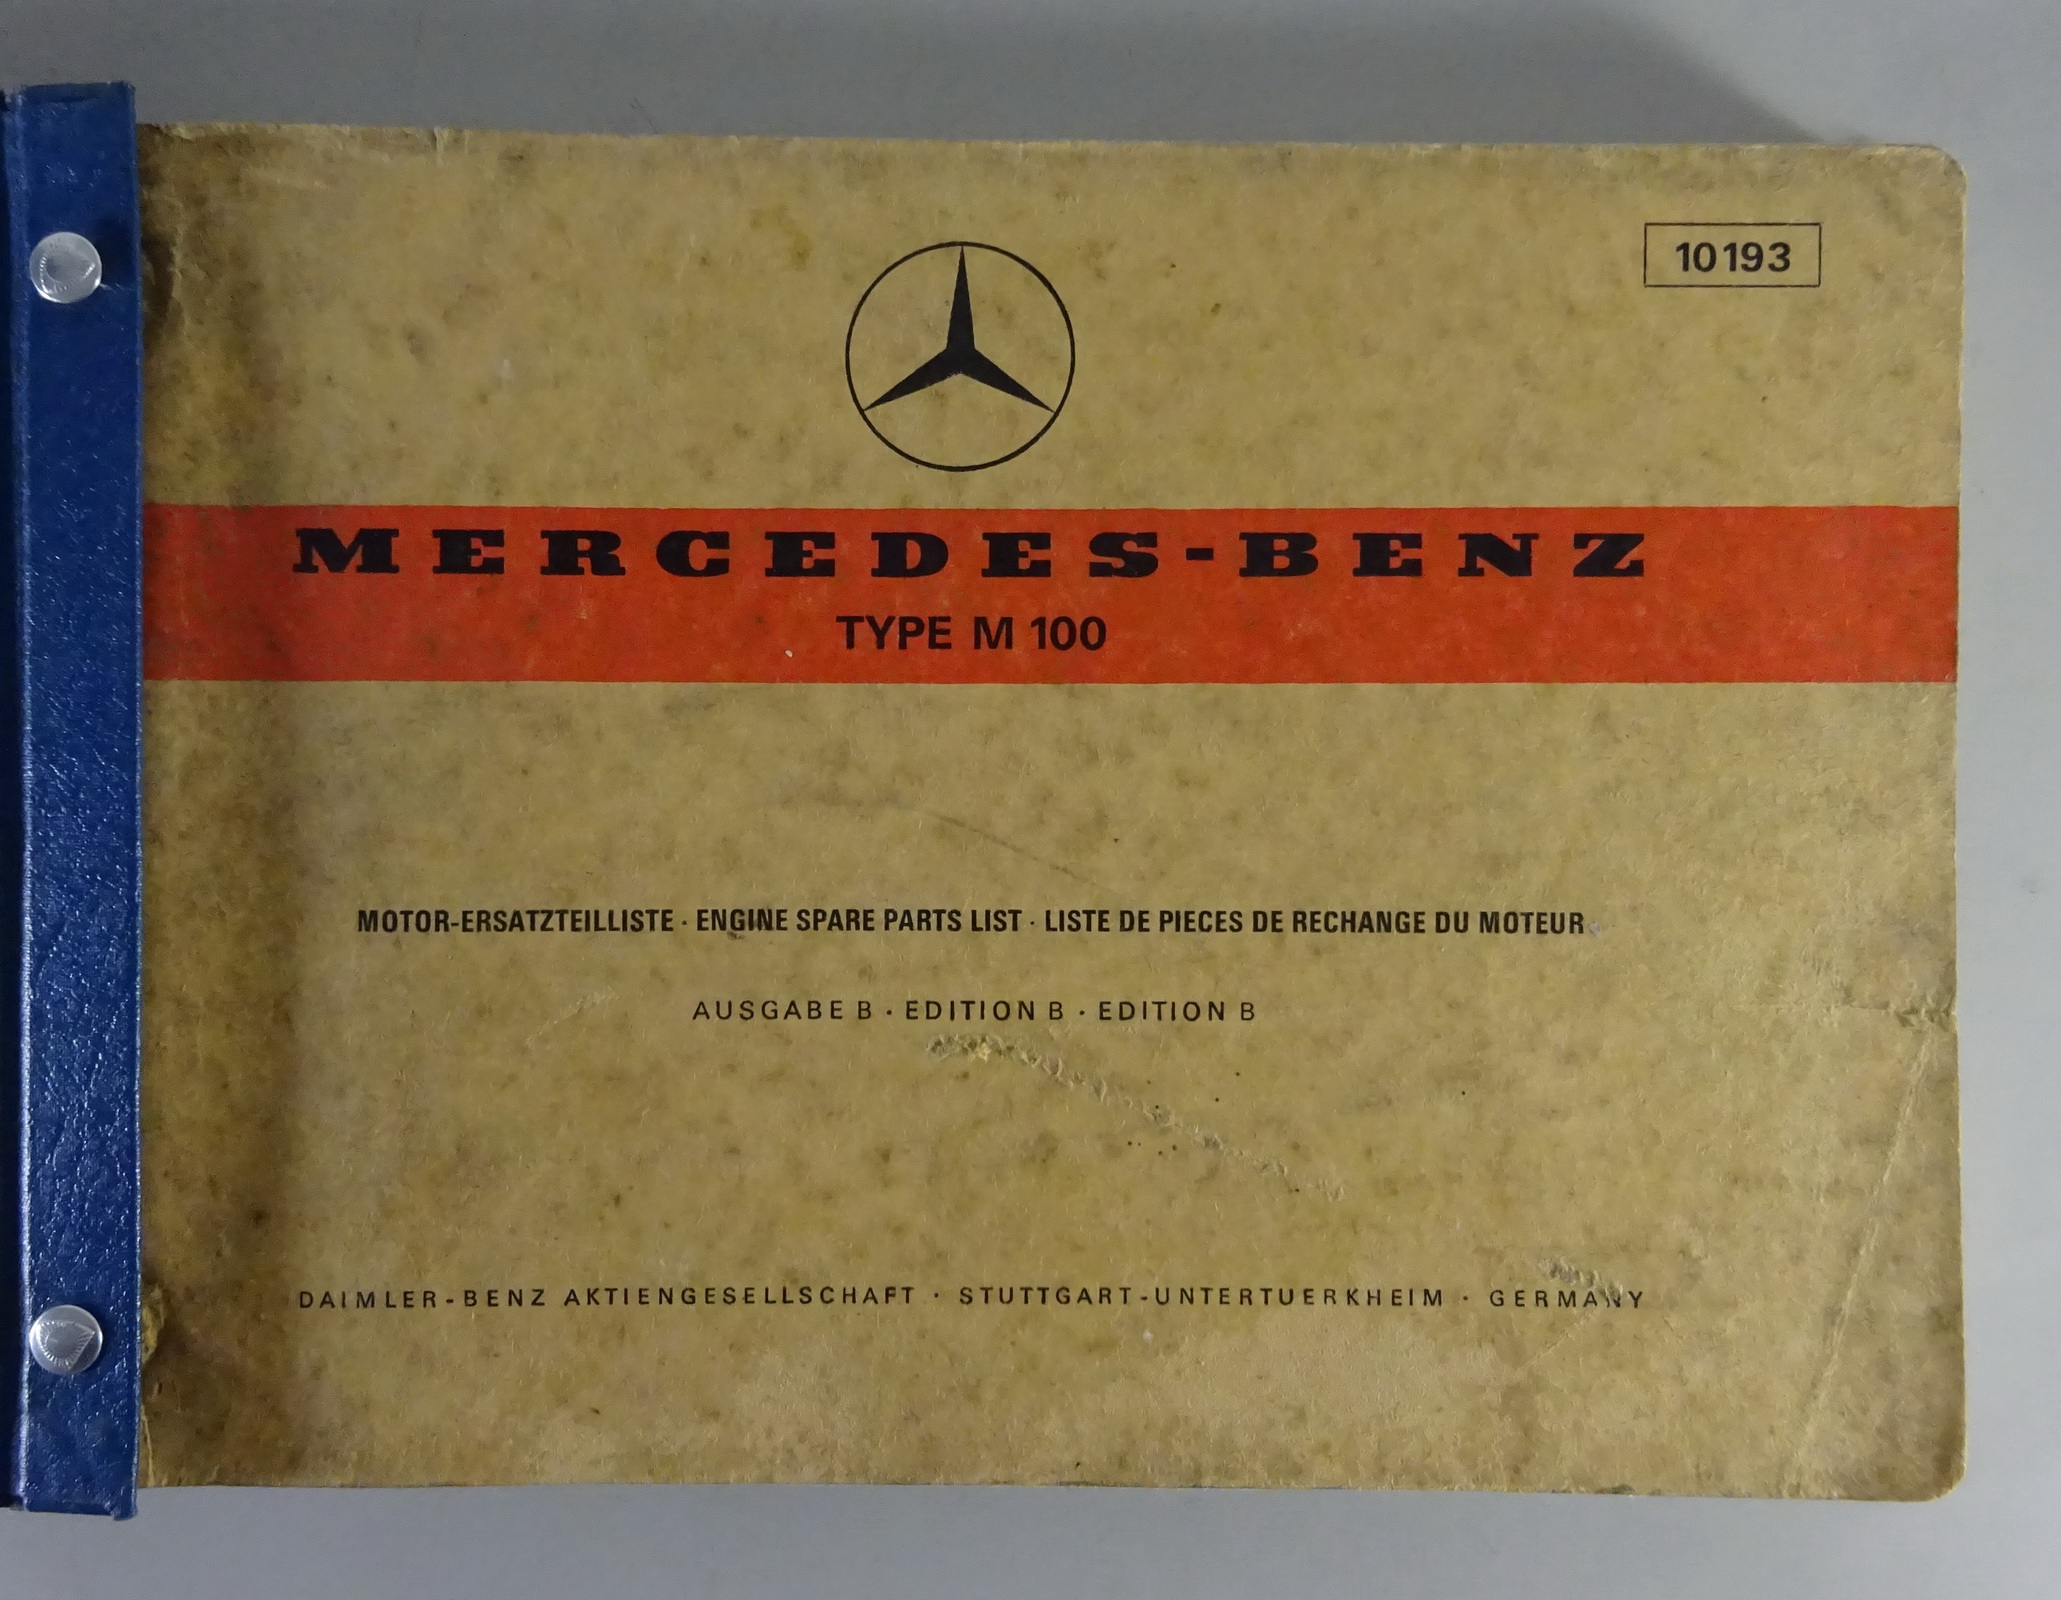 10193
MERCEDES-BENZ
TYPE M 100
MOTOR-ERSATZTEILLISTE · ENGINE SPARE PARTS LIST · LISTE DE PIECES DE RECHANGE DU MOTEUR
AUSGABE B · EDITION B · EDITION B
DAIMLER-BENZ AKTIENGESELLSCHAFT · STUTTGART-UNTERTUERKHEIM · GERMANY